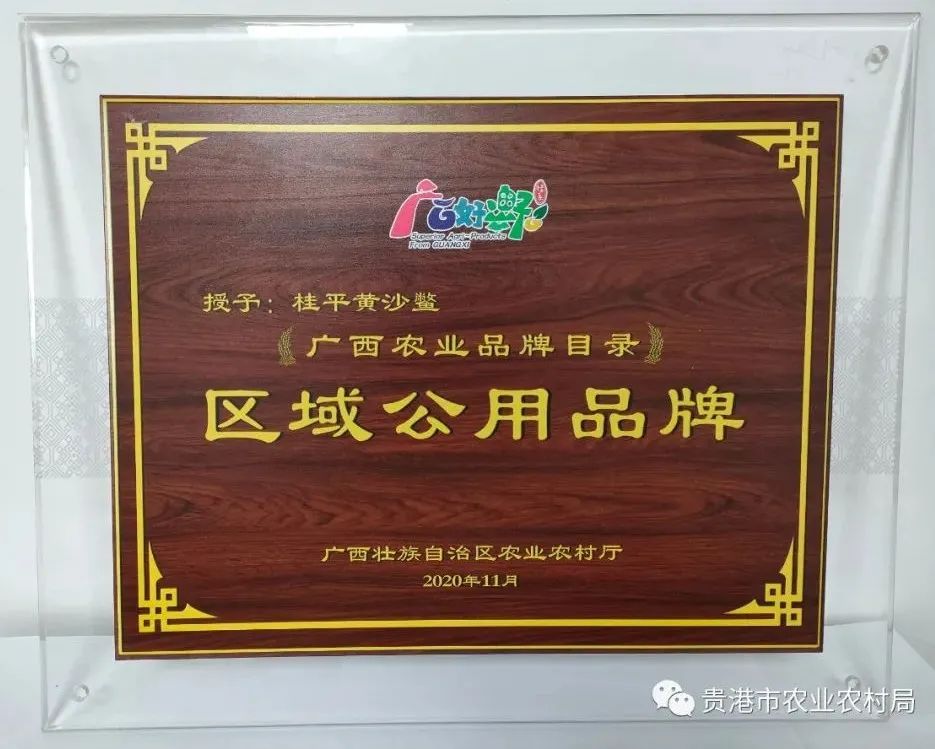 广西好嘢
Superior Agri-Products
From GUANGXI
授予：桂平黄沙鳖
广西农业品牌目录
区域公用品牌
广西壮族自治区农业农村厅
2020年11月
贵港市农业农村局